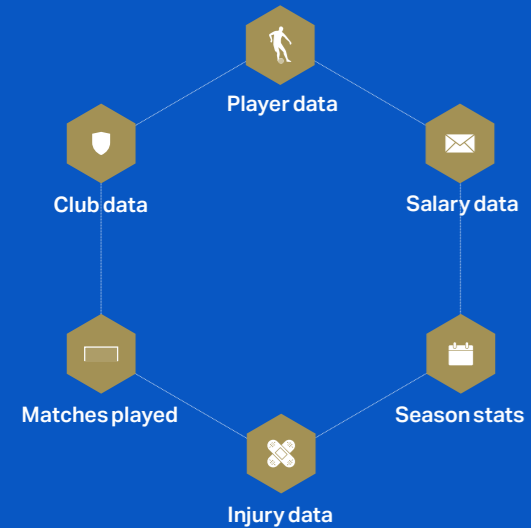 Player data
Club data
Salary data
Matches played
Season stats
Injury data